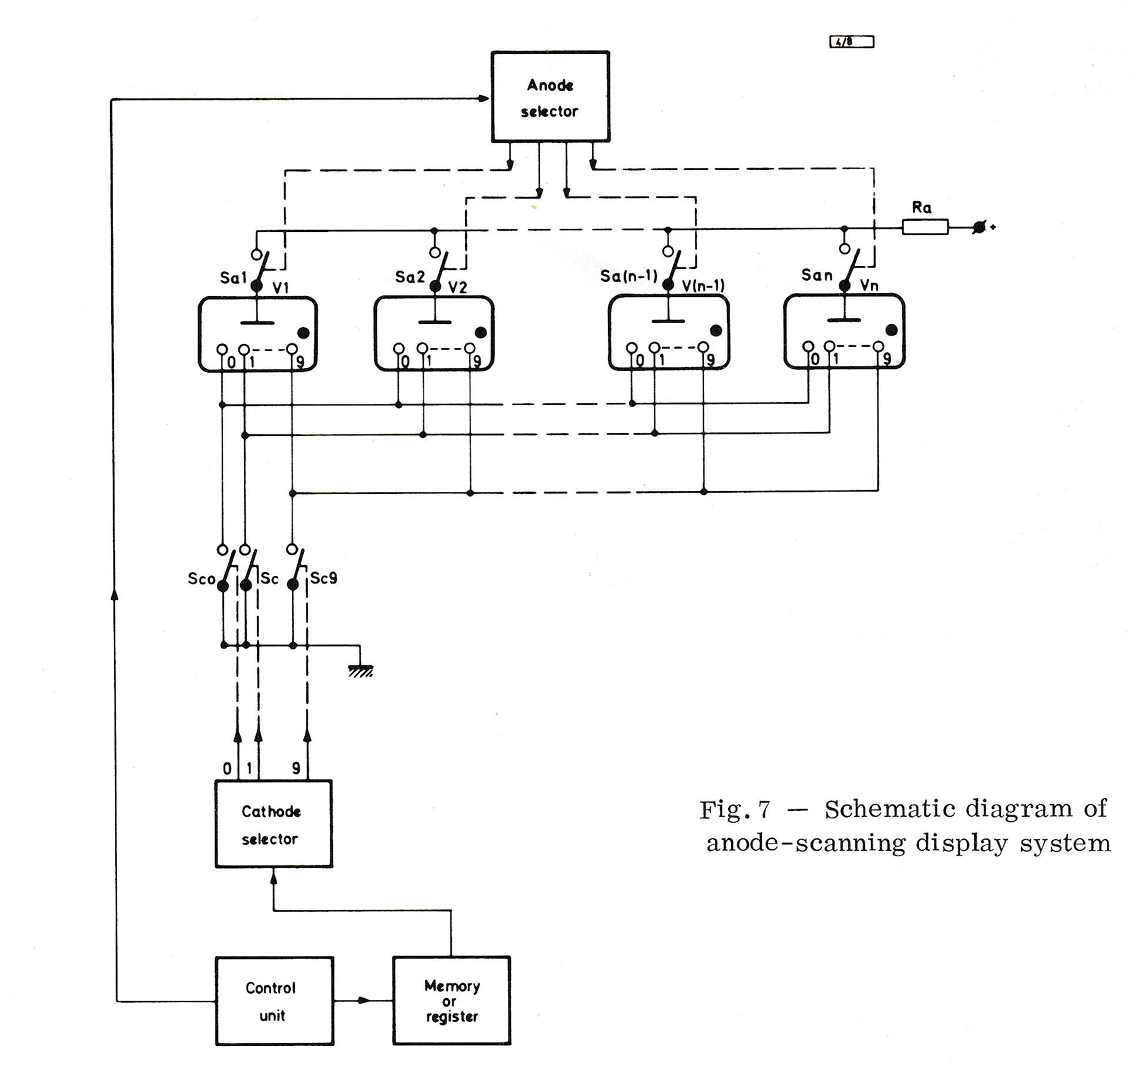 4/8
Anode
selector
Ra
+
Sa1
V1
Sa2
V2
Sa(n-1)
V(n-1)
San
Vn
0 1 9
0 1 9
0 1 9
0 1 9
Sco
Sc
Sc9
0 1 9
Cathode
selector
Fig. 7 — Schematic diagram of
anode-scanning display system
Control
unit
Memory
or
register